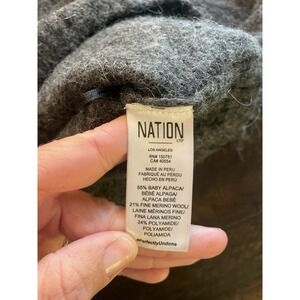 NATION
LTD
LOS ANGELES
RN# 150751
CA# 40554
MADE IN PERU
FABRIQUÉ AU PÉROU
HECHO EN PERÚ
55% BABY ALPACA/
BÉBÉ ALPAGA/
ALPACA BEBÉ
21% FINE MERINO WOOL/
LAINE MÉRINOS FINE/
FINA LANA MERINO
24% POLYAMIDE/
POLYAMIDE/
POLIAMIDA
#PerfectlyUndone